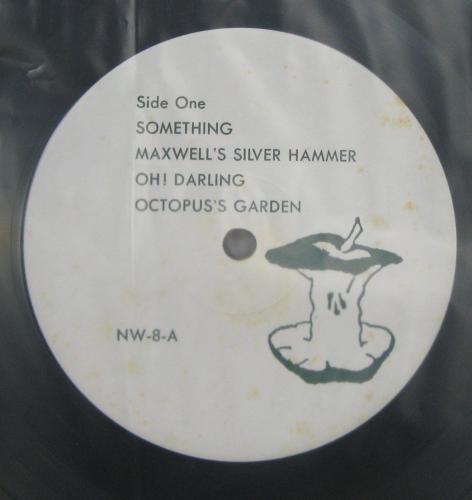 Side One
SOMETHING
MAXWELL'S SILVER HAMMER
OH! DARLING
OCTOPUS'S GARDEN
NW-8-A